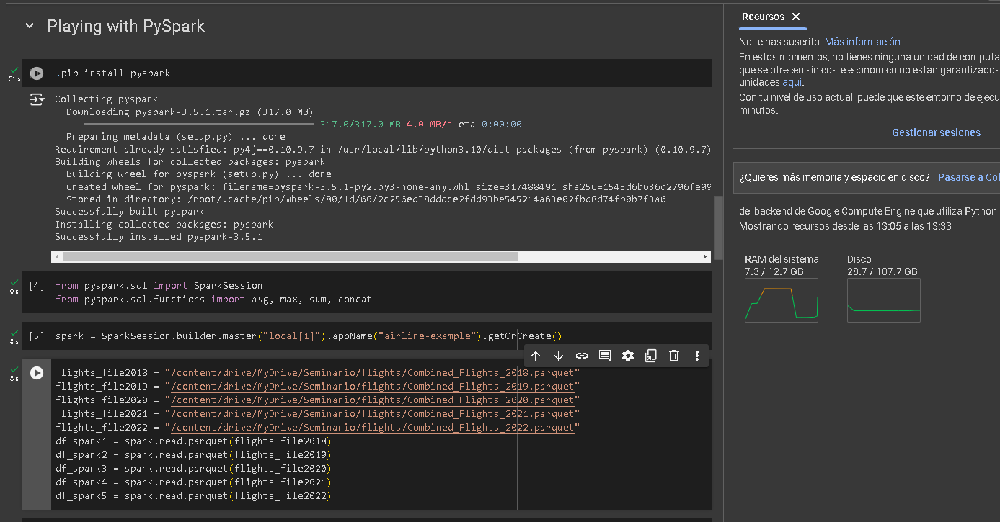 Playing with PySpark
51 s
!pip install pyspark
Collecting pyspark
Downloading pyspark-3.5.1.tar.gz (317.0 MB)
317.0/317.0 MB 4.0 MB/s eta 0:00:00
Preparing metadata (setup.py) ... done
Requirement already satisfied: py4j==0.10.9.7 in /usr/local/lib/python3.10/dist-packages (from pyspark) (0.10.9.7)
Building wheels for collected packages: pyspark
Building wheel for pyspark (setup.py) ... done
Created wheel for pyspark: filename=pyspark-3.5.1-py2.py3-none-any.whl size=317488491 sha256=1543d6b636d2796fe99
Stored in directory: /root/.cache/pip/wheels/80/1d/60/2c256ed38dddce2fdd93be545214a63e02fbd8d74fb0b7f3a6
Successfully built pyspark
Installing collected packages: pyspark
Successfully installed pyspark-3.5.1
0 s
[4] from pyspark.sql import SparkSession
from pyspark.sql.functions import avg, max, sum, concat
8 s
[5] spark = SparkSession.builder.master("local[1]").appName("airline-example").getOrCreate()
8 s
flights_file2018 = "/content/drive/MyDrive/Seminario/flights/Combined_Flights_2018.parquet"
flights_file2019 = "/content/drive/MyDrive/Seminario/flights/Combined_Flights_2019.parquet"
flights_file2020 = "/content/drive/MyDrive/Seminario/flights/Combined_Flights_2020.parquet"
flights_file2021 = "/content/drive/MyDrive/Seminario/flights/Combined_Flights_2021.parquet"
flights_file2022 = "/content/drive/MyDrive/Seminario/flights/Combined_Flights_2022.parquet"
df_spark1 = spark.read.parquet(flights_file2018)
df_spark2 = spark.read.parquet(flights_file2019)
df_spark3 = spark.read.parquet(flights_file2020)
df_spark4 = spark.read.parquet(flights_file2021)
df_spark5 = spark.read.parquet(flights_file2022)
Recursos
No te has suscrito. Más información
En estos momentos, no tienes ninguna unidad de computa
que se ofrecen sin coste económico no están garantizados
unidades aquí.
Con tu nivel de uso actual, puede que este entorno de ejecu
minutos.
Gestionar sesiones
¿Quieres más memoria y espacio en disco? Pasarse a Col
del backend de Google Compute Engine que utiliza Python
Mostrando recursos desde las 13:05 a las 13:33
RAM del sistema
7.3 / 12.7 GB
Disco
28.7 / 107.7 GB